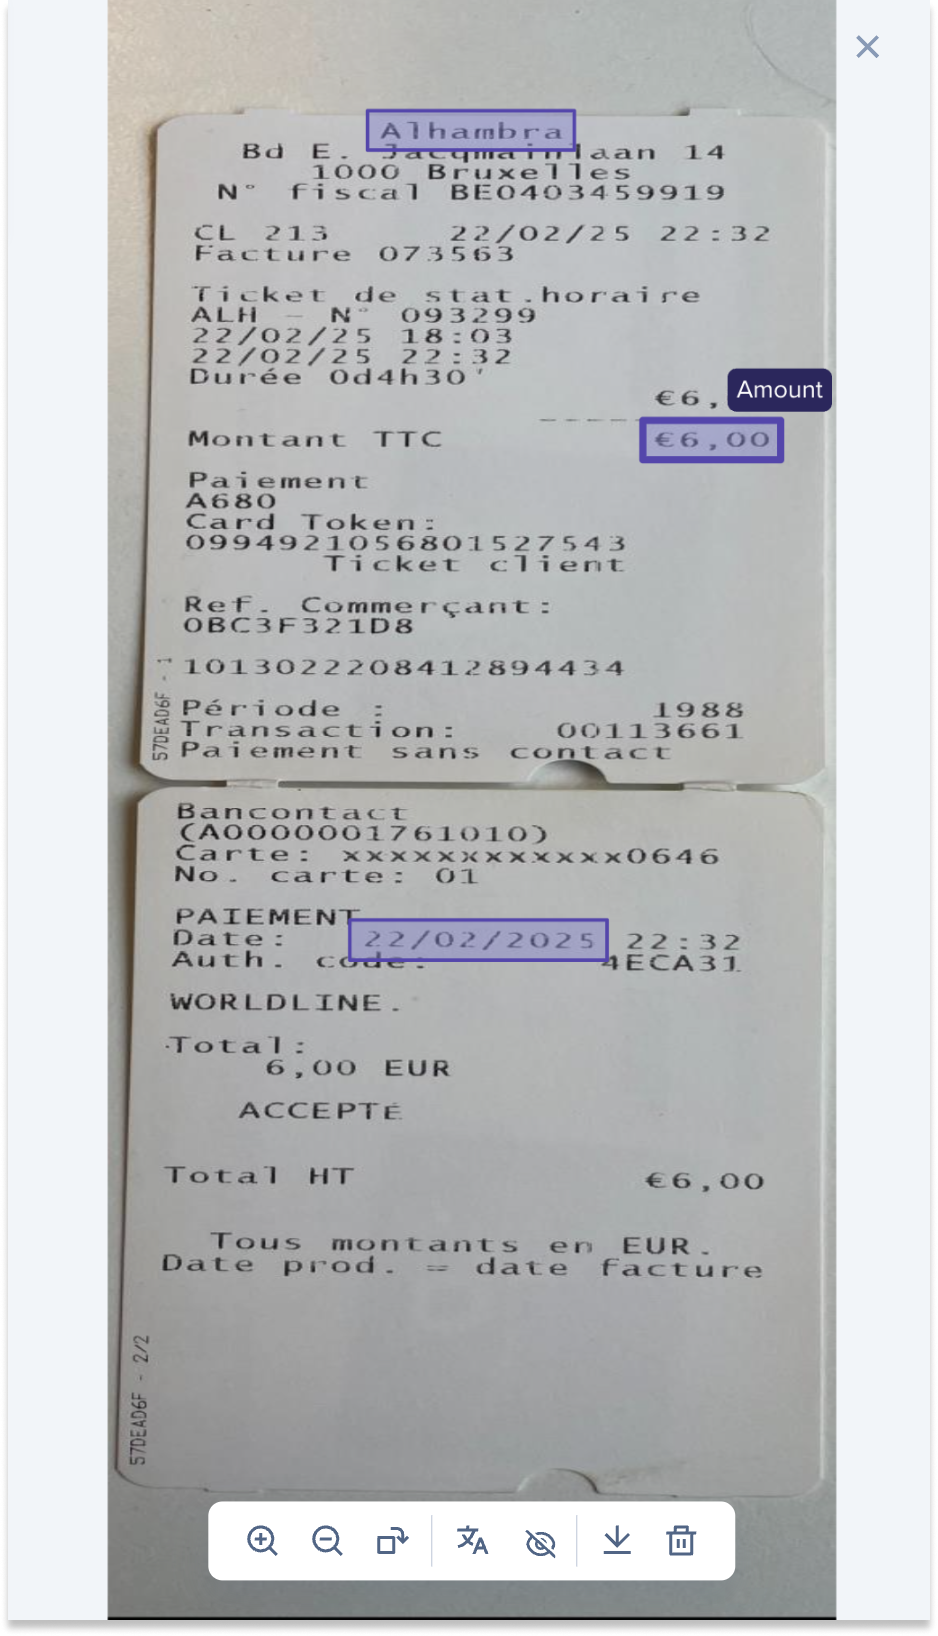 Alhambra
Bd E. Jacqmainlaan 14
1000 Bruxelles
N° fiscal BE0403459919
CL 213 22/02/25 22:32
Facture 073563
Ticket de stat.horaire
ALH - N° 093299
22/02/25 18:03
22/02/25 22:32
Durée 0d4h30'
€6,
Amount
Montant TTC €6,00
Paiement
A680
Card Token:
0994921056801527543
Ticket client
Ref. Commerçant:
0BC3F321D8
1013022208412894434
57DEAD6F - 1
Période : 1988
Transaction: 00113661
Paiement sans contact
Bancontact
(A0000001761010)
Carte: xxxxxxxxxxxxx0646
No. carte: 01
PAIEMENT
Date: 22/02/2025 22:32
Auth. code: 4ECA31
WORLDLINE.
Total:
6,00 EUR
ACCEPTÉ
Total HT €6,00
Tous montants en EUR.
Date prod. = date facture
57DEAD6F - 2/2